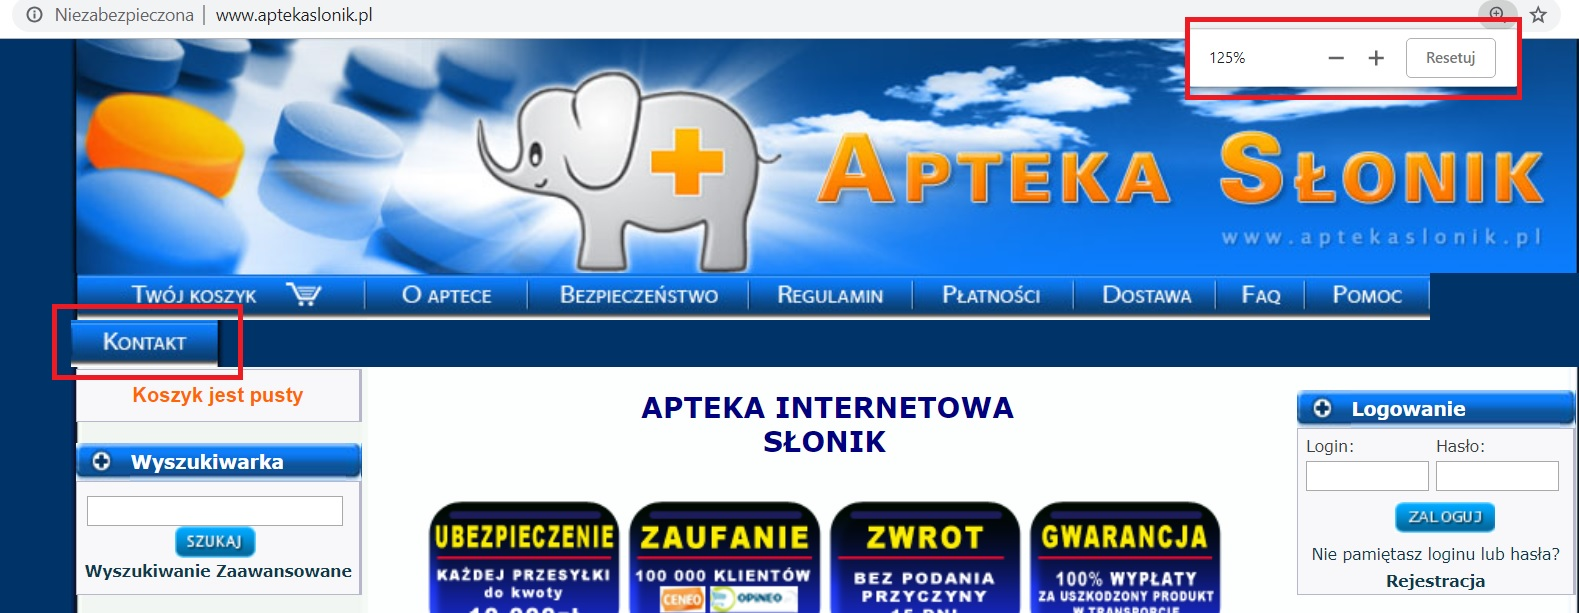 Niezabezpieczona | www.aptekaslonik.pl
125% − + Resetuj
APTEKA SŁONIK
www.aptekaslonik.pl
TWÓJ KOSZYK O APTECE BEZPIECZEŃSTWO REGULAMIN PŁATNOŚCI DOSTAWA FAQ POMOC
KONTAKT
Koszyk jest pusty
Wyszukiwarka
SZUKAJ
Wyszukiwanie Zaawansowane
APTEKA INTERNETOWA
SŁONIK
UBEZPIECZENIE
KAŻDEJ PRZESYŁKI
do kwoty
ZAUFANIE
100 000 KLIENTÓW
CENEO OPINEO
ZWROT
BEZ PODANIA
PRZYCZYNY
15 DNI
GWARANCJA
100% WYPŁATY
ZA USZKODZONY PRODUKT
W TRANSPORCIE
Logowanie
Login: Hasło:
ZALOGUJ
Nie pamiętasz loginu lub hasła?
Rejestracja